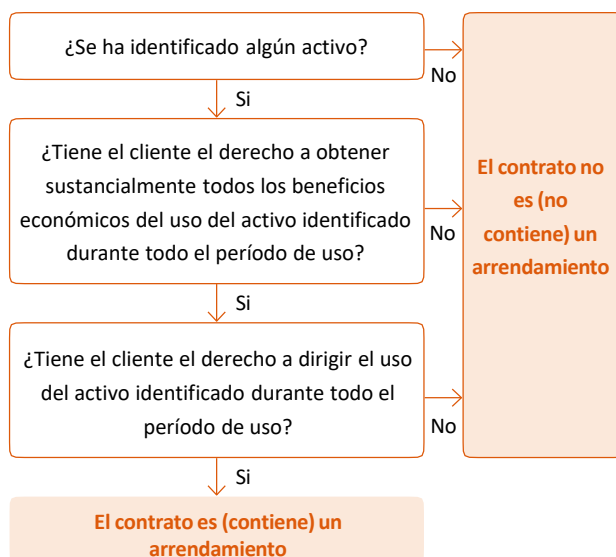 ¿Se ha identificado algún activo?
No
Si
¿Tiene el cliente el derecho a obtener
sustancialmente todos los beneficios
económicos del uso del activo identificado
durante todo el período de uso?
No
El contrato no
es (no
contiene) un
arrendamiento
Si
¿Tiene el cliente el derecho a dirigir el uso
del activo identificado durante todo el
período de uso?
No
Si
El contrato es (contiene) un
arrendamiento